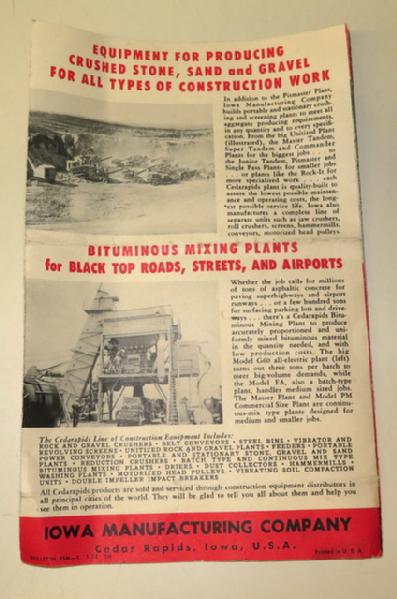 EQUIPMENT FOR PRODUCING
CRUSHED STONE, SAND and GRAVEL
FOR ALL TYPES OF CONSTRUCTION WORK
In addition to the Pitmaster Plant,
Iowa Manufacturing Company
builds portable and stationary crush-
ing and screening plants to meet all
aggregate producing requirements,
in any quantity and to every specifi-
cation. From the big Unitized Plant
(illustrated), the Master Tandem,
Super Tandem and Commander
Plants for the biggest jobs . . . to
the Junior Tandem, Pitmaster and
Single Pass Plants for smaller jobs
. . . or plants like the Rock-It for
more specialized work . . . each
Cedarapids plant is quality-built to
assure the lowest possible mainten-
ance and operating costs, the long-
est possible service life. Iowa also
manufactures a complete line of
separate units such as jaw crushers,
roll crushers, screens, hammermills,
conveyors, motorized head pulleys
BITUMINOUS MIXING PLANTS
for BLACK TOP ROADS, STREETS, AND AIRPORTS
Whether the job calls for millions
of tons of asphaltic concrete for
paving superhighways and airport
runways . . . or a few hundred tons
for surfacing parking lots and drive-
ways . . . there's a Cedarapids Bitu-
minous Mixing Plant to produce
accurately proportioned and uni-
formly mixed bituminous material
in the quantity needed, and with
low production costs. The big
Model G60 all-electric plant (left)
turns out three tons per batch to
meet big-volume demands, while
the Model FA, also a batch-type
plant, handles medium sized jobs.
The Master Plant and Model PM
Commercial Size Plant are continu-
ous-mix type plants designed for
medium and smaller jobs.
The Cedarapids Line of Construction Equipment Includes:
ROCK AND GRAVEL CRUSHERS • BELT CONVEYORS • STEEL BINS • VIBRATOR AND
REVOLVING SCREENS • UNITIZED ROCK AND GRAVEL PLANTS • FEEDERS • PORTABLE
POWER CONVEYORS • PORTABLE AND STATIONARY STONE, GRAVEL AND SAND
PLANTS • REDUCTION CRUSHERS • BATCH TYPE AND CONTINUOUS MIX TYPE
BITUMINOUS MIXING PLANTS • DRIERS • DUST COLLECTORS • HAMMERMILLS •
WASHING PLANTS • MOTORIZED HEAD PULLEY • VIBRATING SOIL COMPACTION
UNITS • DOUBLE IMPELLER IMPACT BREAKERS
All Cedarapids products are sold and serviced through construction equipment distributors in
all principal cities of the world. They will be glad to tell you all about them and help you
see them in operation.
IOWA MANUFACTURING COMPANY
Cedar Rapids, Iowa, U.S.A.
Printed in U.S.A.